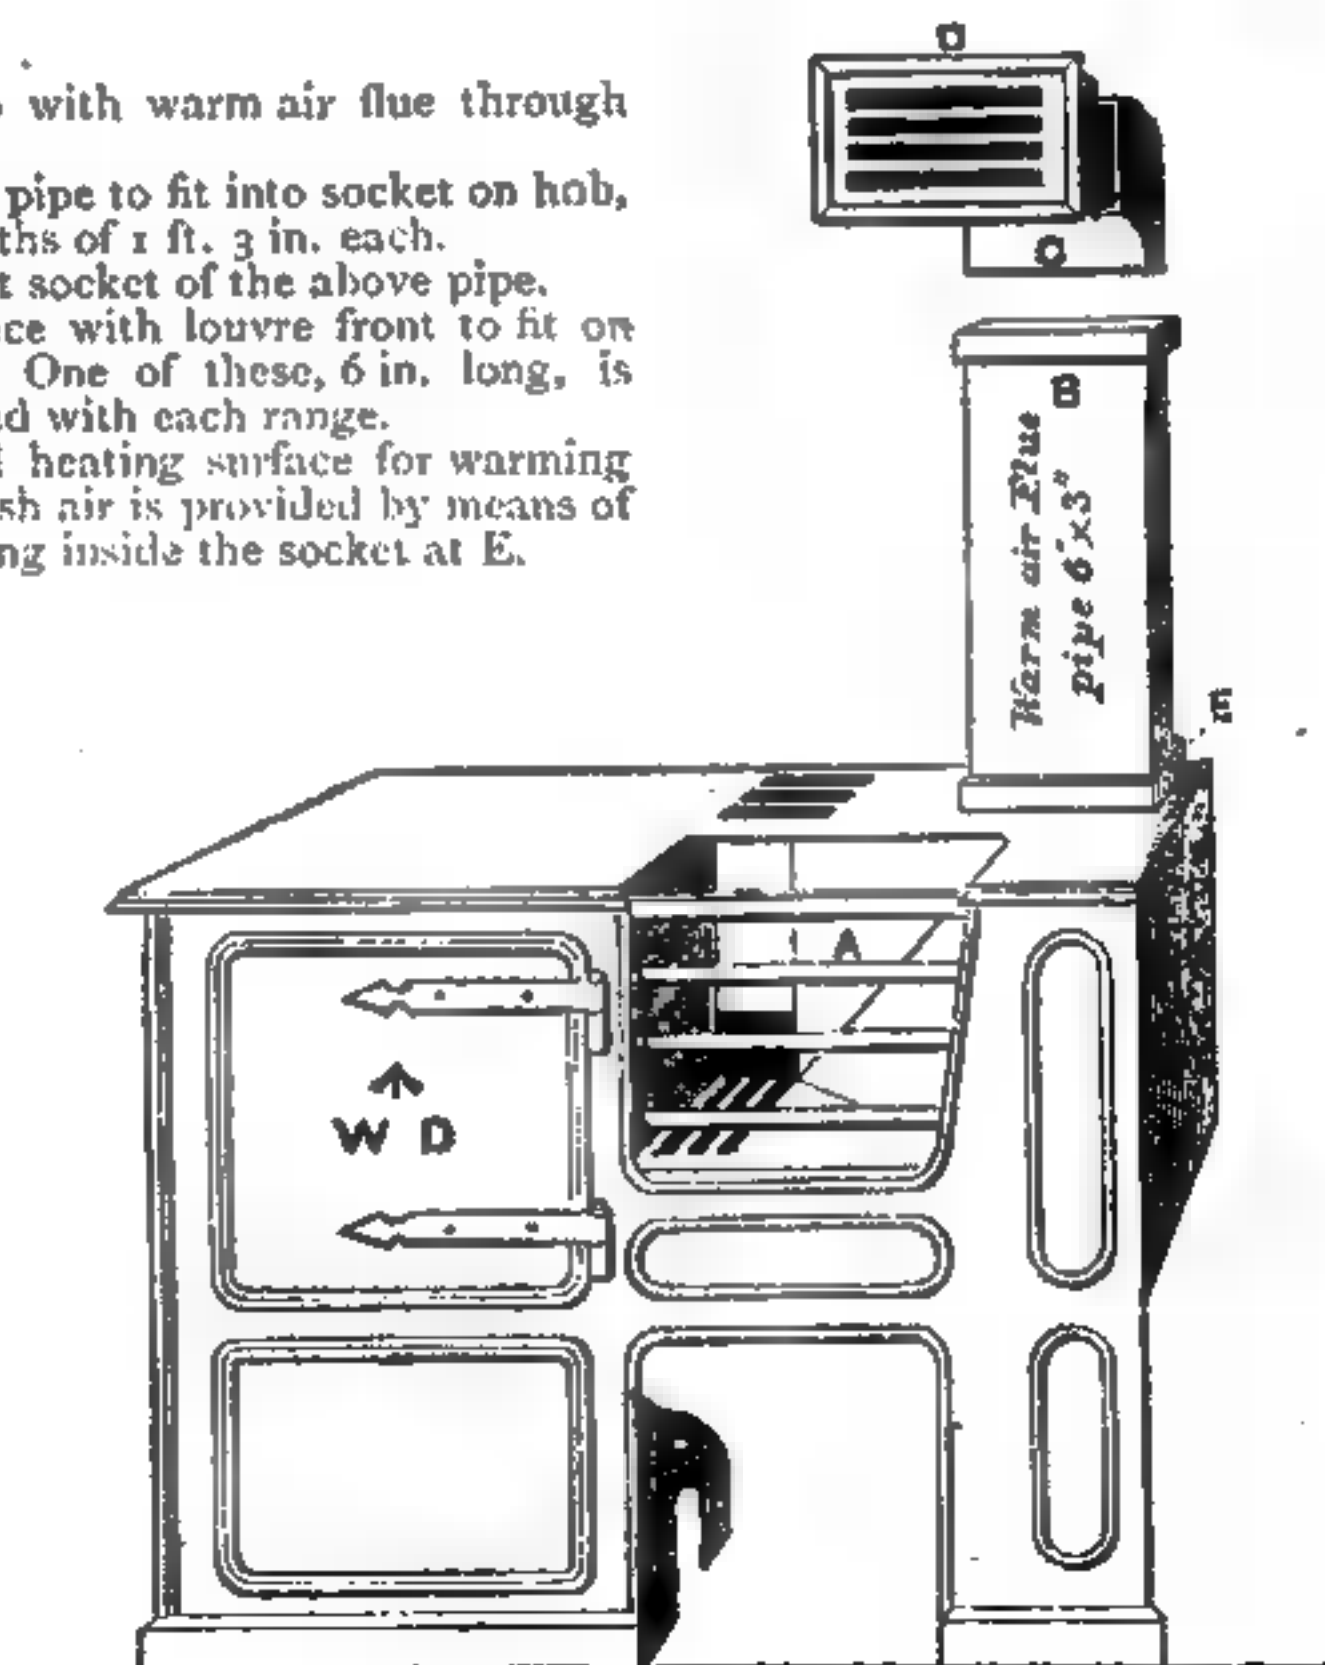 with warm air flue through
pipe to fit into socket on hob,
ths of 1 ft. 3 in. each.
t socket of the above pipe.
ce with louvre front to fit on
One of these, 6 in. long, is
d with each range.
heating surface for warming
sh air is provided by means of
ng inside the socket at E.
D
C
B
Warm air Flue
pipe 6"×3"
E
A
W D